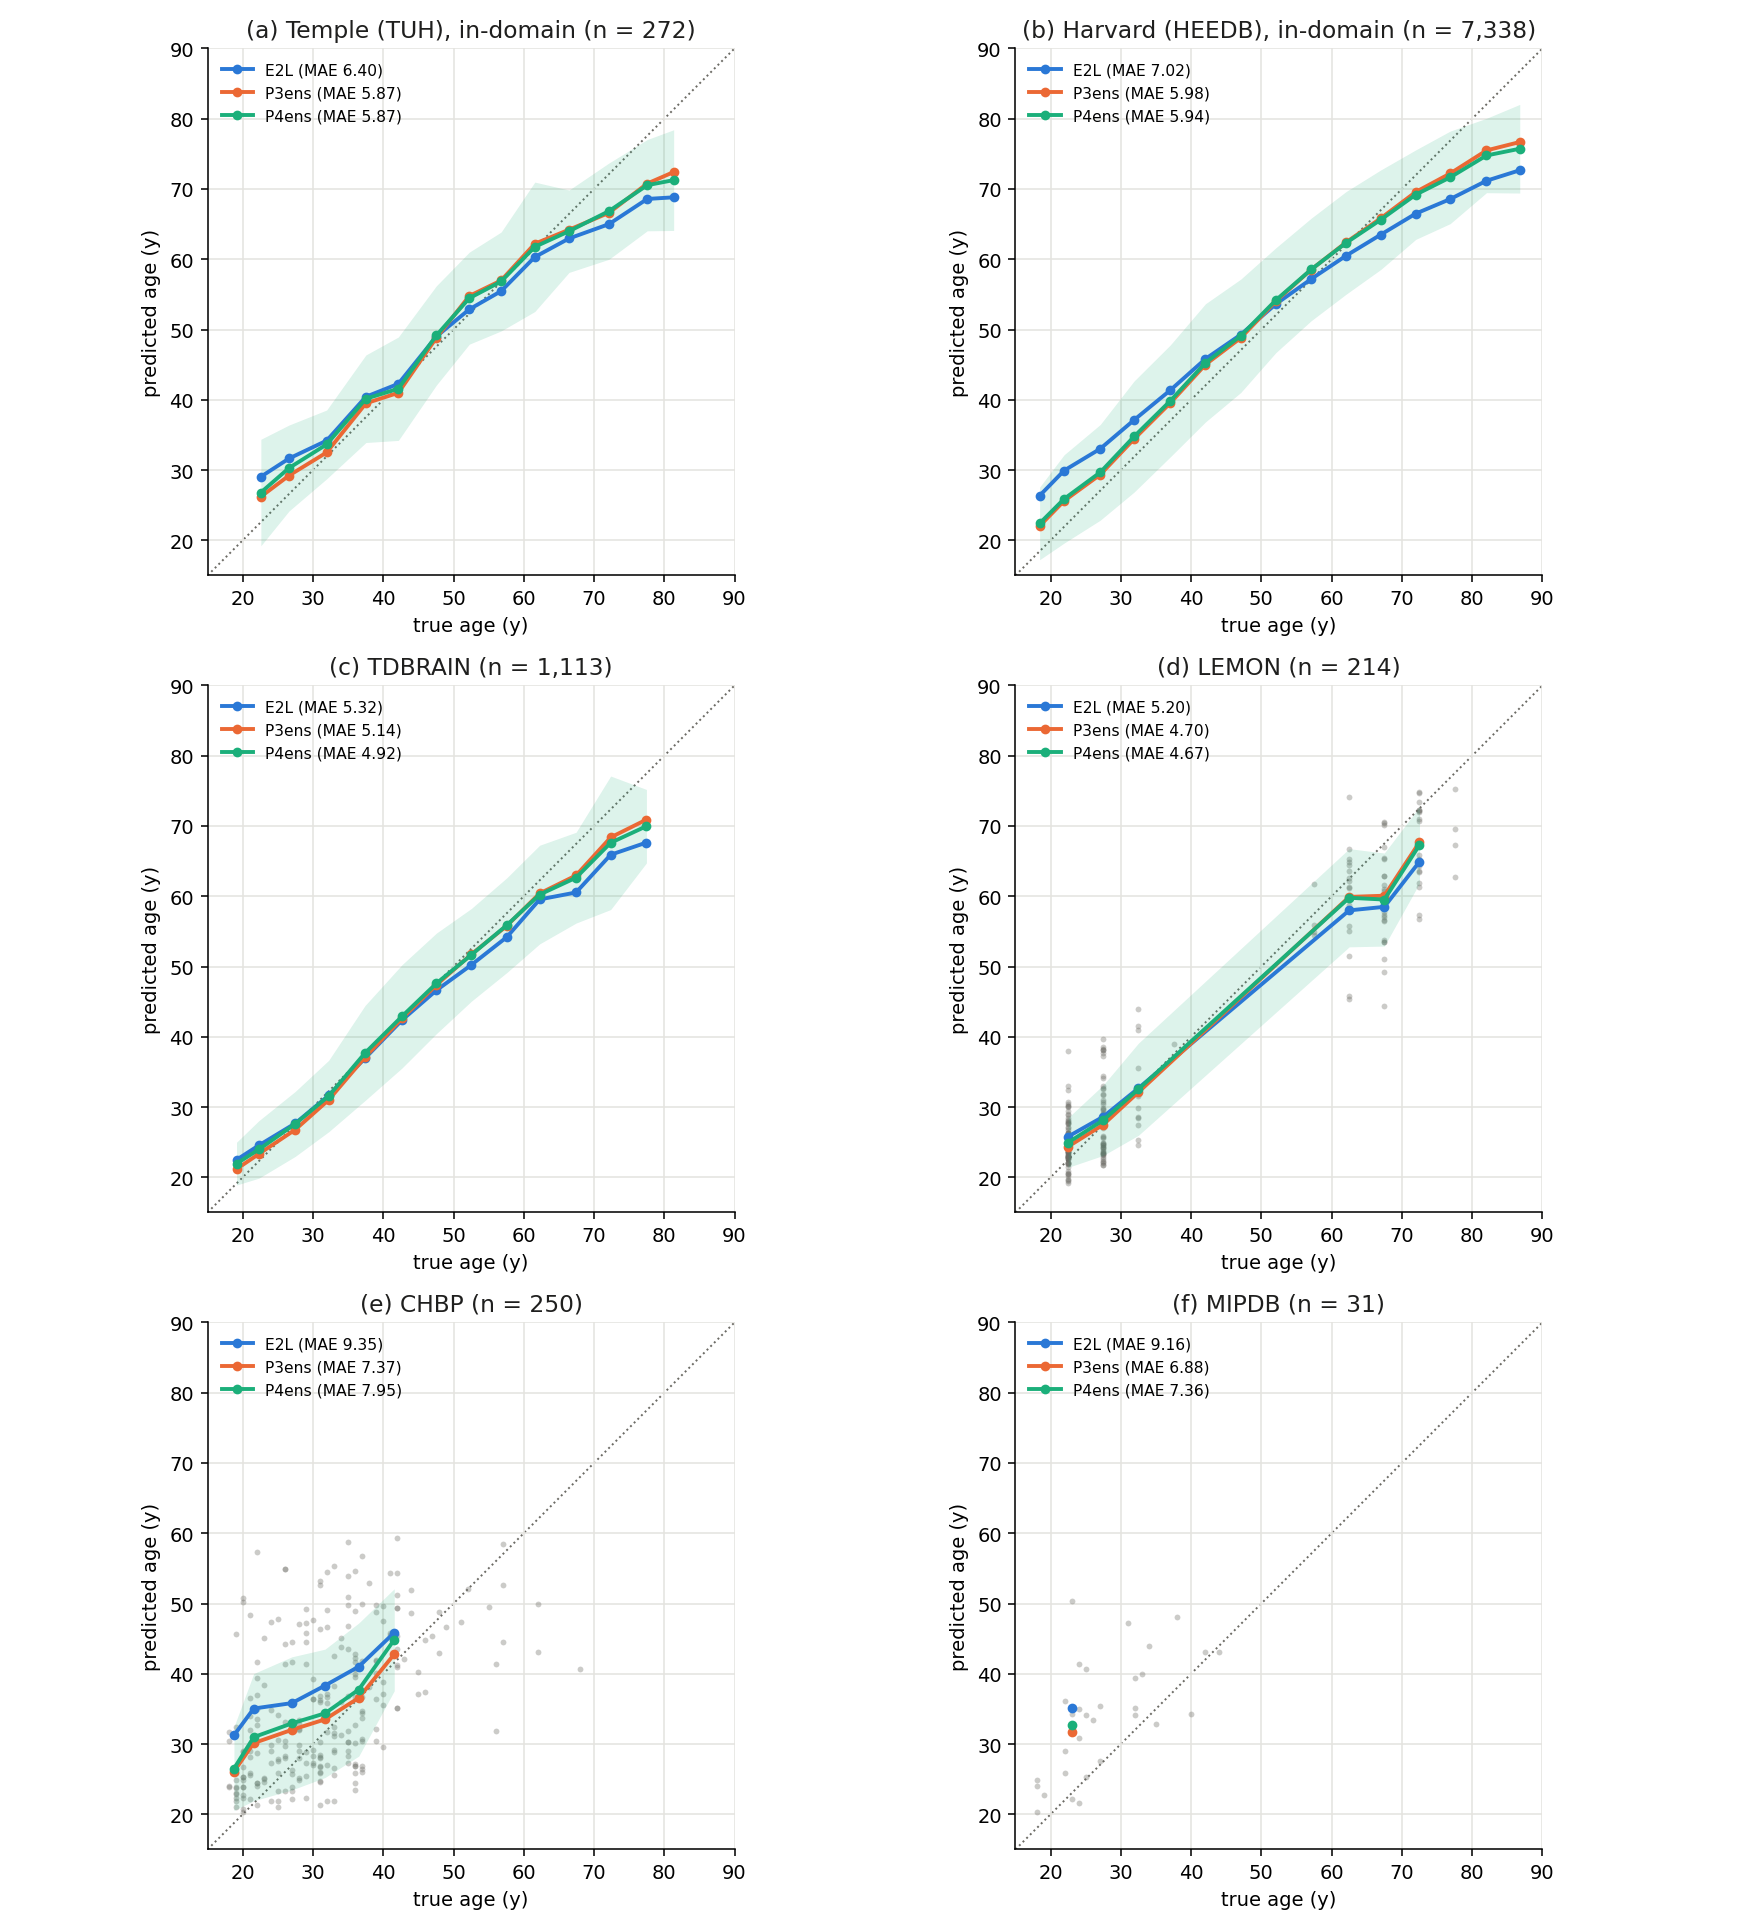 (a) Temple (TUH), in-domain (n = 272)
E2L (MAE 6.40)
P3ens (MAE 5.87)
P4ens (MAE 5.87)
predicted age (y)
90
80
70
60
50
40
30
20
20 30 40 50 60 70 80 90
true age (y)
(b) Harvard (HEEDB), in-domain (n = 7,338)
E2L (MAE 7.02)
P3ens (MAE 5.98)
P4ens (MAE 5.94)
predicted age (y)
90
80
70
60
50
40
30
20
20 30 40 50 60 70 80 90
true age (y)
(c) TDBRAIN (n = 1,113)
E2L (MAE 5.32)
P3ens (MAE 5.14)
P4ens (MAE 4.92)
predicted age (y)
90
80
70
60
50
40
30
20
20 30 40 50 60 70 80 90
true age (y)
(d) LEMON (n = 214)
E2L (MAE 5.20)
P3ens (MAE 4.70)
P4ens (MAE 4.67)
predicted age (y)
90
80
70
60
50
40
30
20
20 30 40 50 60 70 80 90
true age (y)
(e) CHBP (n = 250)
E2L (MAE 9.35)
P3ens (MAE 7.37)
P4ens (MAE 7.95)
predicted age (y)
90
80
70
60
50
40
30
20
20 30 40 50 60 70 80 90
true age (y)
(f) MIPDB (n = 31)
E2L (MAE 9.16)
P3ens (MAE 6.88)
P4ens (MAE 7.36)
predicted age (y)
90
80
70
60
50
40
30
20
20 30 40 50 60 70 80 90
true age (y)